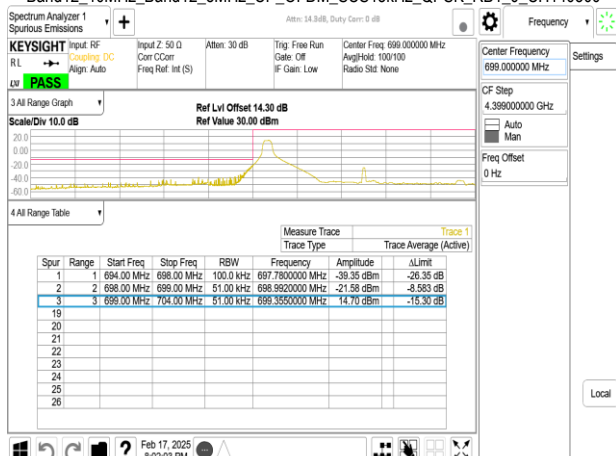 Spectrum Analyzer 1
Spurious Emissions
Attn: 14.3dB, Duty Corr: 0 dB
Frequency
KEYSIGHT Input: RF Input Z: 50 Ω Atten: 30 dB Trig: Free Run Center Freq: 699.000000 MHz
RL Coupling: DC Corr CCorr Gate: Off Avg|Hold: 100/100
Align: Auto Freq Ref: Int (S) IF Gain: Low Radio Std: None
LXI PASS
Center Frequency
699.000000 MHz
Settings
CF Step
4.399000000 GHz
Auto
Man
Freq Offset
0 Hz
3 All Range Graph
Ref Lvl Offset 14.30 dB
Scale/Div 10.0 dB Ref Value 30.00 dBm
20.0
0.00
-20.0
-40.0
-60.0
4 All Range Table
Measure Trace Trace 1
Trace Type Trace Average (Active)
Spur Range Start Freq Stop Freq RBW Frequency Amplitude ΔLimit
1 1 694.00 MHz 698.00 MHz 100.0 kHz 697.7800000 MHz -39.35 dBm -26.35 dB
2 2 698.00 MHz 699.00 MHz 51.00 kHz 698.9920000 MHz -21.58 dBm -8.583 dB
3 3 699.00 MHz 704.00 MHz 51.00 kHz 699.3550000 MHz 14.70 dBm -15.30 dB
19
20
21
22
23
24
25
26
Local
Feb 17, 2025